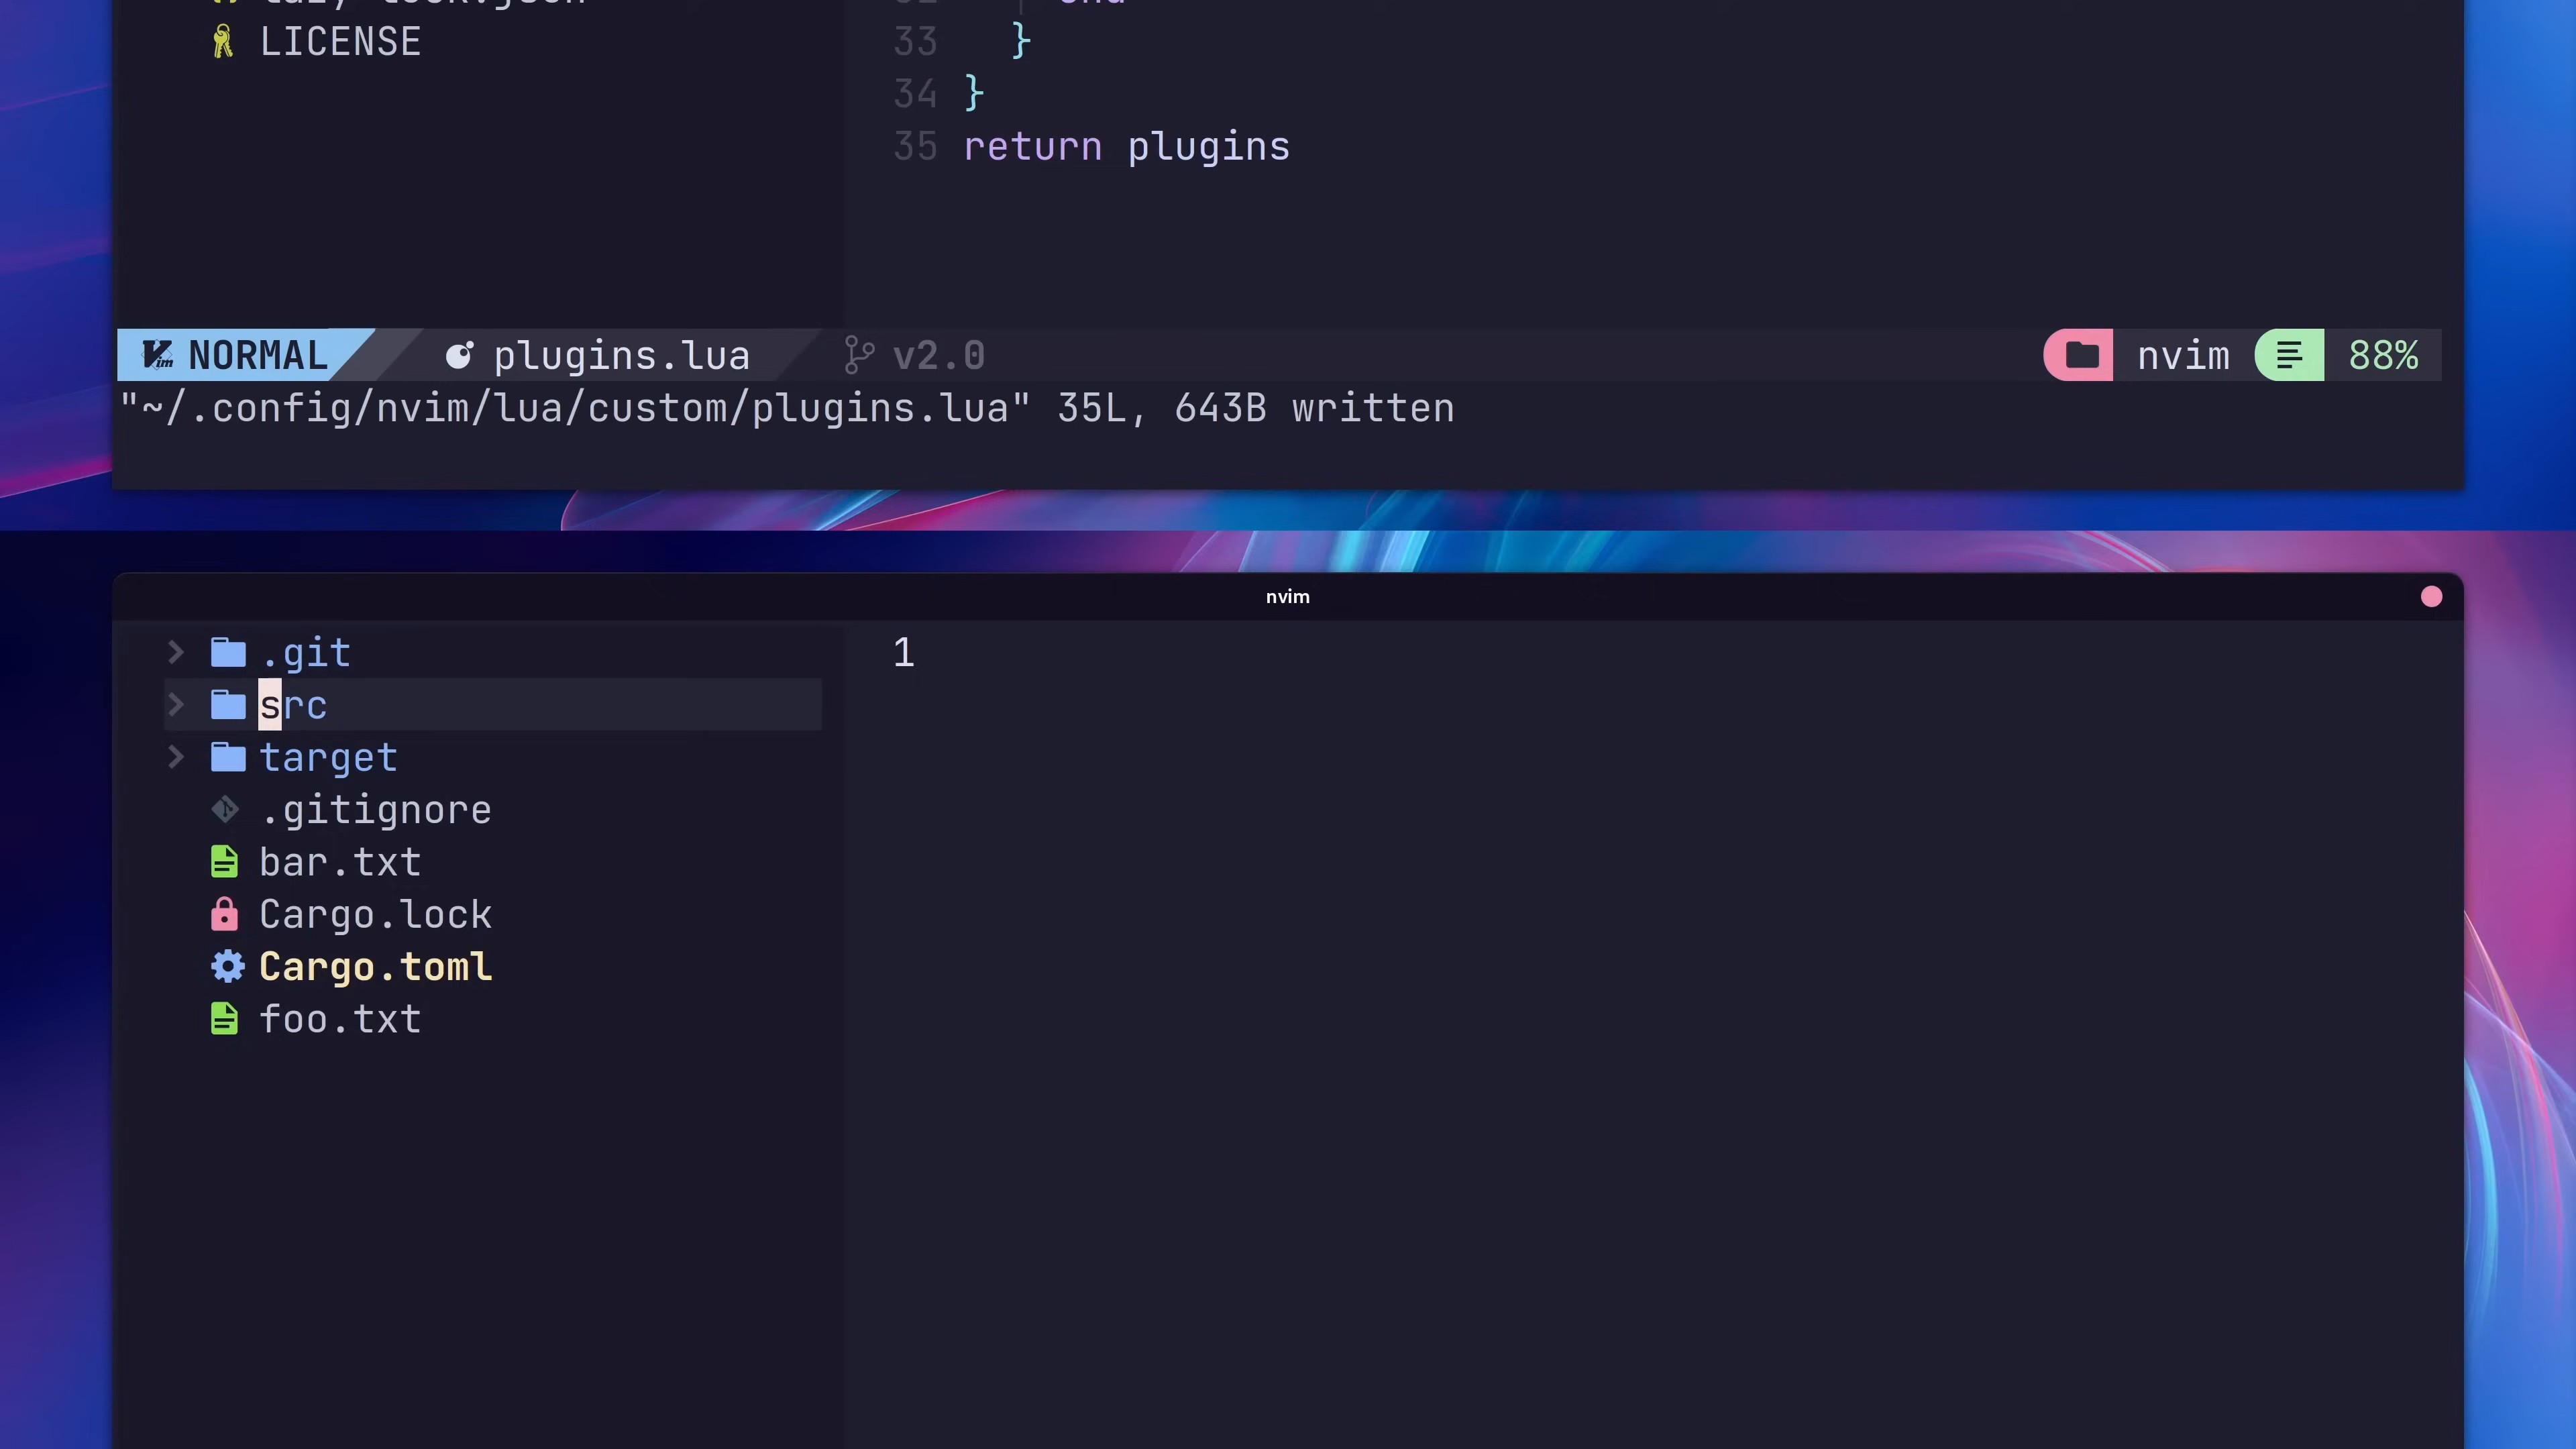 LICENSE
33 }
34 }
35 return plugins
NORMAL plugins.lua v2.0 nvim 88%
"~/.config/nvim/lua/custom/plugins.lua" 35L, 643B written
nvim
.git
1
src
target
.gitignore
bar.txt
Cargo.lock
Cargo.toml
foo.txt